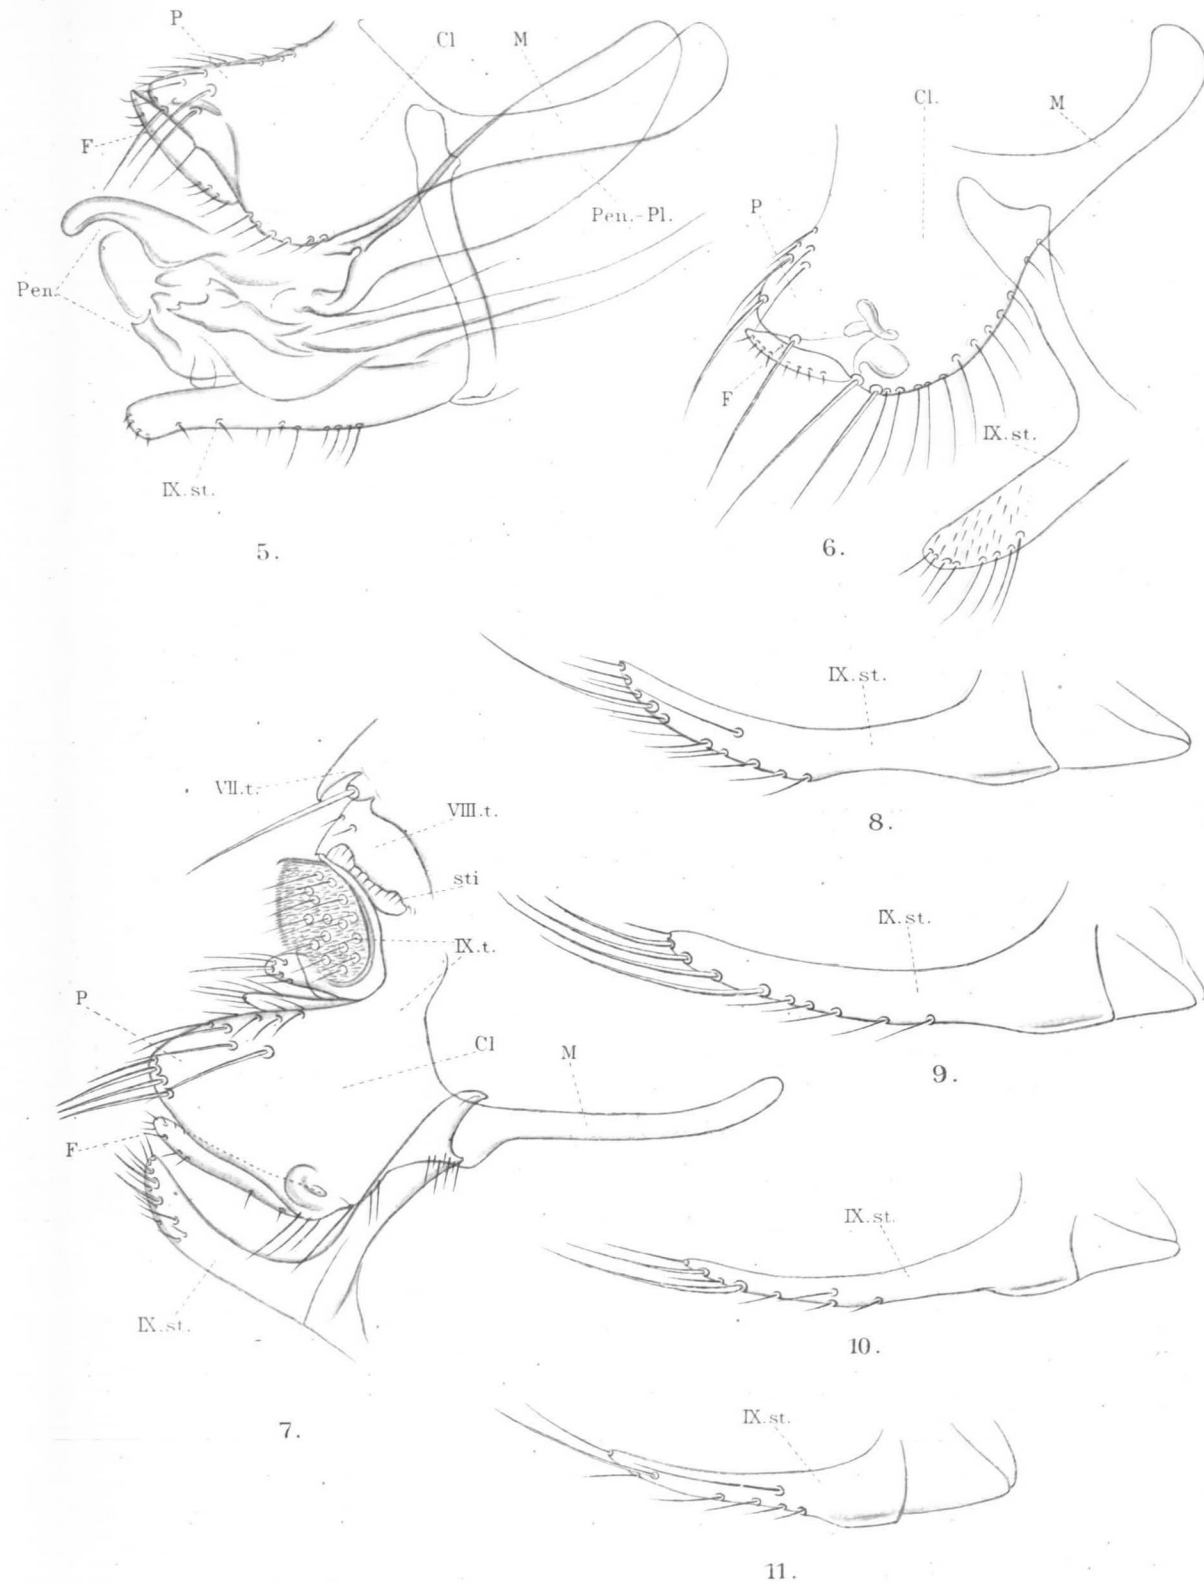 P
Cl
M
F
Pen.-Pl.
Pen.
IX.st.
5.
Cl.
M
P
F
IX.st.
6.
IX.st.
8.
VII.t.
VIII.t.
sti
IX.t.
P
Cl
M
F
IX.st.
7.
IX.st.
9.
IX.st.
10.
IX.st.
11.